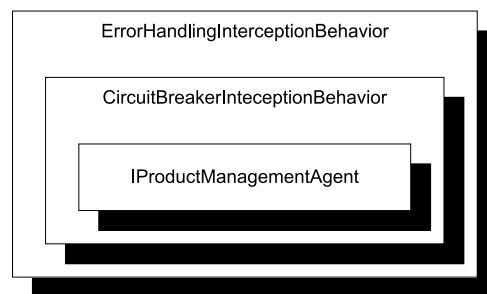 ErrorHandlingInterceptionBehavior
CircuitBreakerInteceptionBehavior
IProductManagementAgent